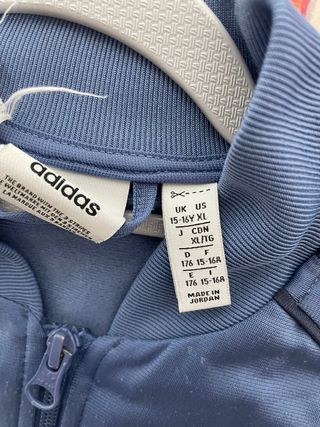 adidas
THE BRAND WITH THE 3 STRIPES
UK US
15-16Y XL
J CDN
XL/TG
D F
176 15-16A
E I
176 15-16A
MADE IN
JORDAN